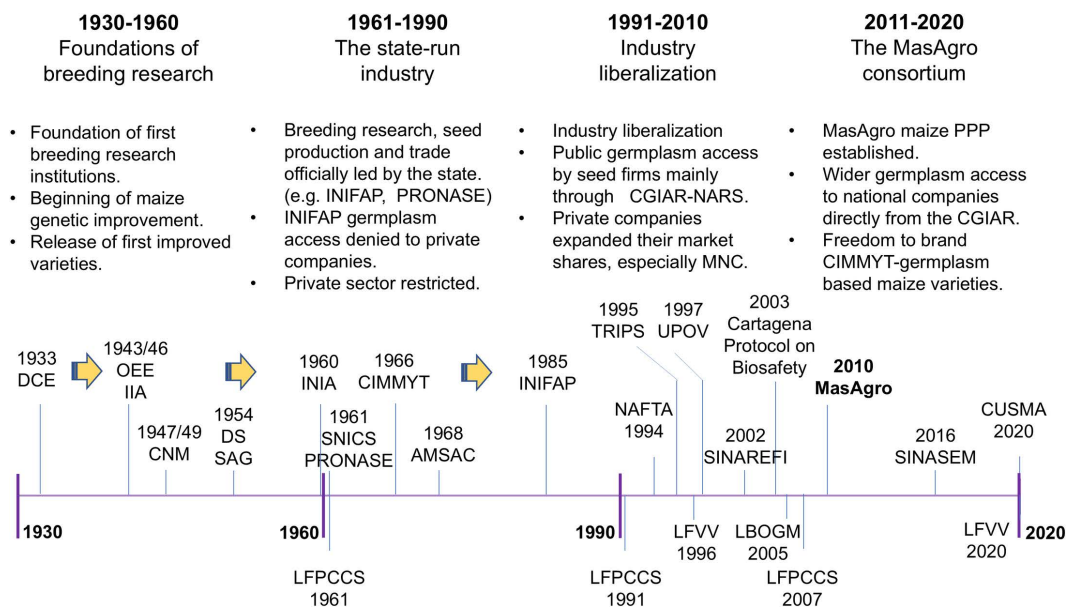 1930-1960
Foundations of
breeding research
1961-1990
The state-run
industry
1991-2010
Industry
liberalization
2011-2020
The MasAgro
consortium
• Foundation of first
breeding research
institutions.
• Beginning of maize
genetic improvement.
• Release of first improved
varieties.
• Breeding research, seed
production and trade
officially led by the state.
(e.g. INIFAP, PRONASE)
• INIFAP germplasm
access denied to private
companies.
• Private sector restricted.
• Industry liberalization
• Public germplasm access
by seed firms mainly
through CGIAR-NARS.
• Private companies
expanded their market
shares, especially MNC.
• MasAgro maize PPP
established.
• Wider germplasm access
to national companies
directly from the CGIAR.
• Freedom to brand
CIMMYT-germplasm
based maize varieties.
1933
DCE
1943/46
OEE
IIA
1947/49
CNM
1954
DS
SAG
1960
INIA
1961
SNICS
PRONASE
1966
CIMMYT
1968
AMSAC
1985
INIFAP
NAFTA
1994
1995
TRIPS
1997
UPOV
2002
SINAREFI
2003
Cartagena
Protocol on
Biosafety
2010
MasAgro
2016
SINASEM
CUSMA
2020
1930
1960
1990
2020
LFPCCS
1961
LFPCCS
1991
LFVV
1996
LBOGM
2005
LFPCCS
2007
LFVV
2020